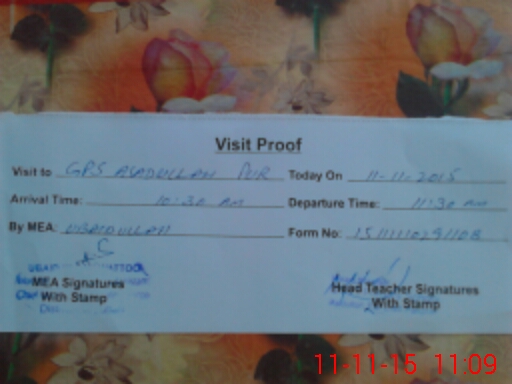 Visit Proof
Visit to GPS ASADULLAH PUR Today On 11-11-2015
Arrival Time: 10:30 AM Departure Time: 11:30 AM
By MEA: UBAIDULLAH Form No:
MEA Signatures Head Teacher Signatures
With Stamp With Stamp
11-11-15 11:09